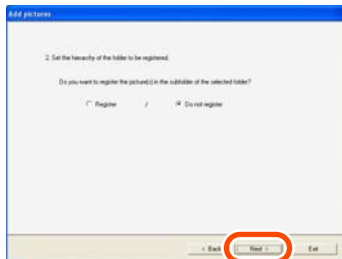 Add pictures
2. Set the hierarchy of the folder to be registered.
Do you want to register the picture(s) in the subfolder of the selected folder?
Register / Do not register
< Back Next > Exit